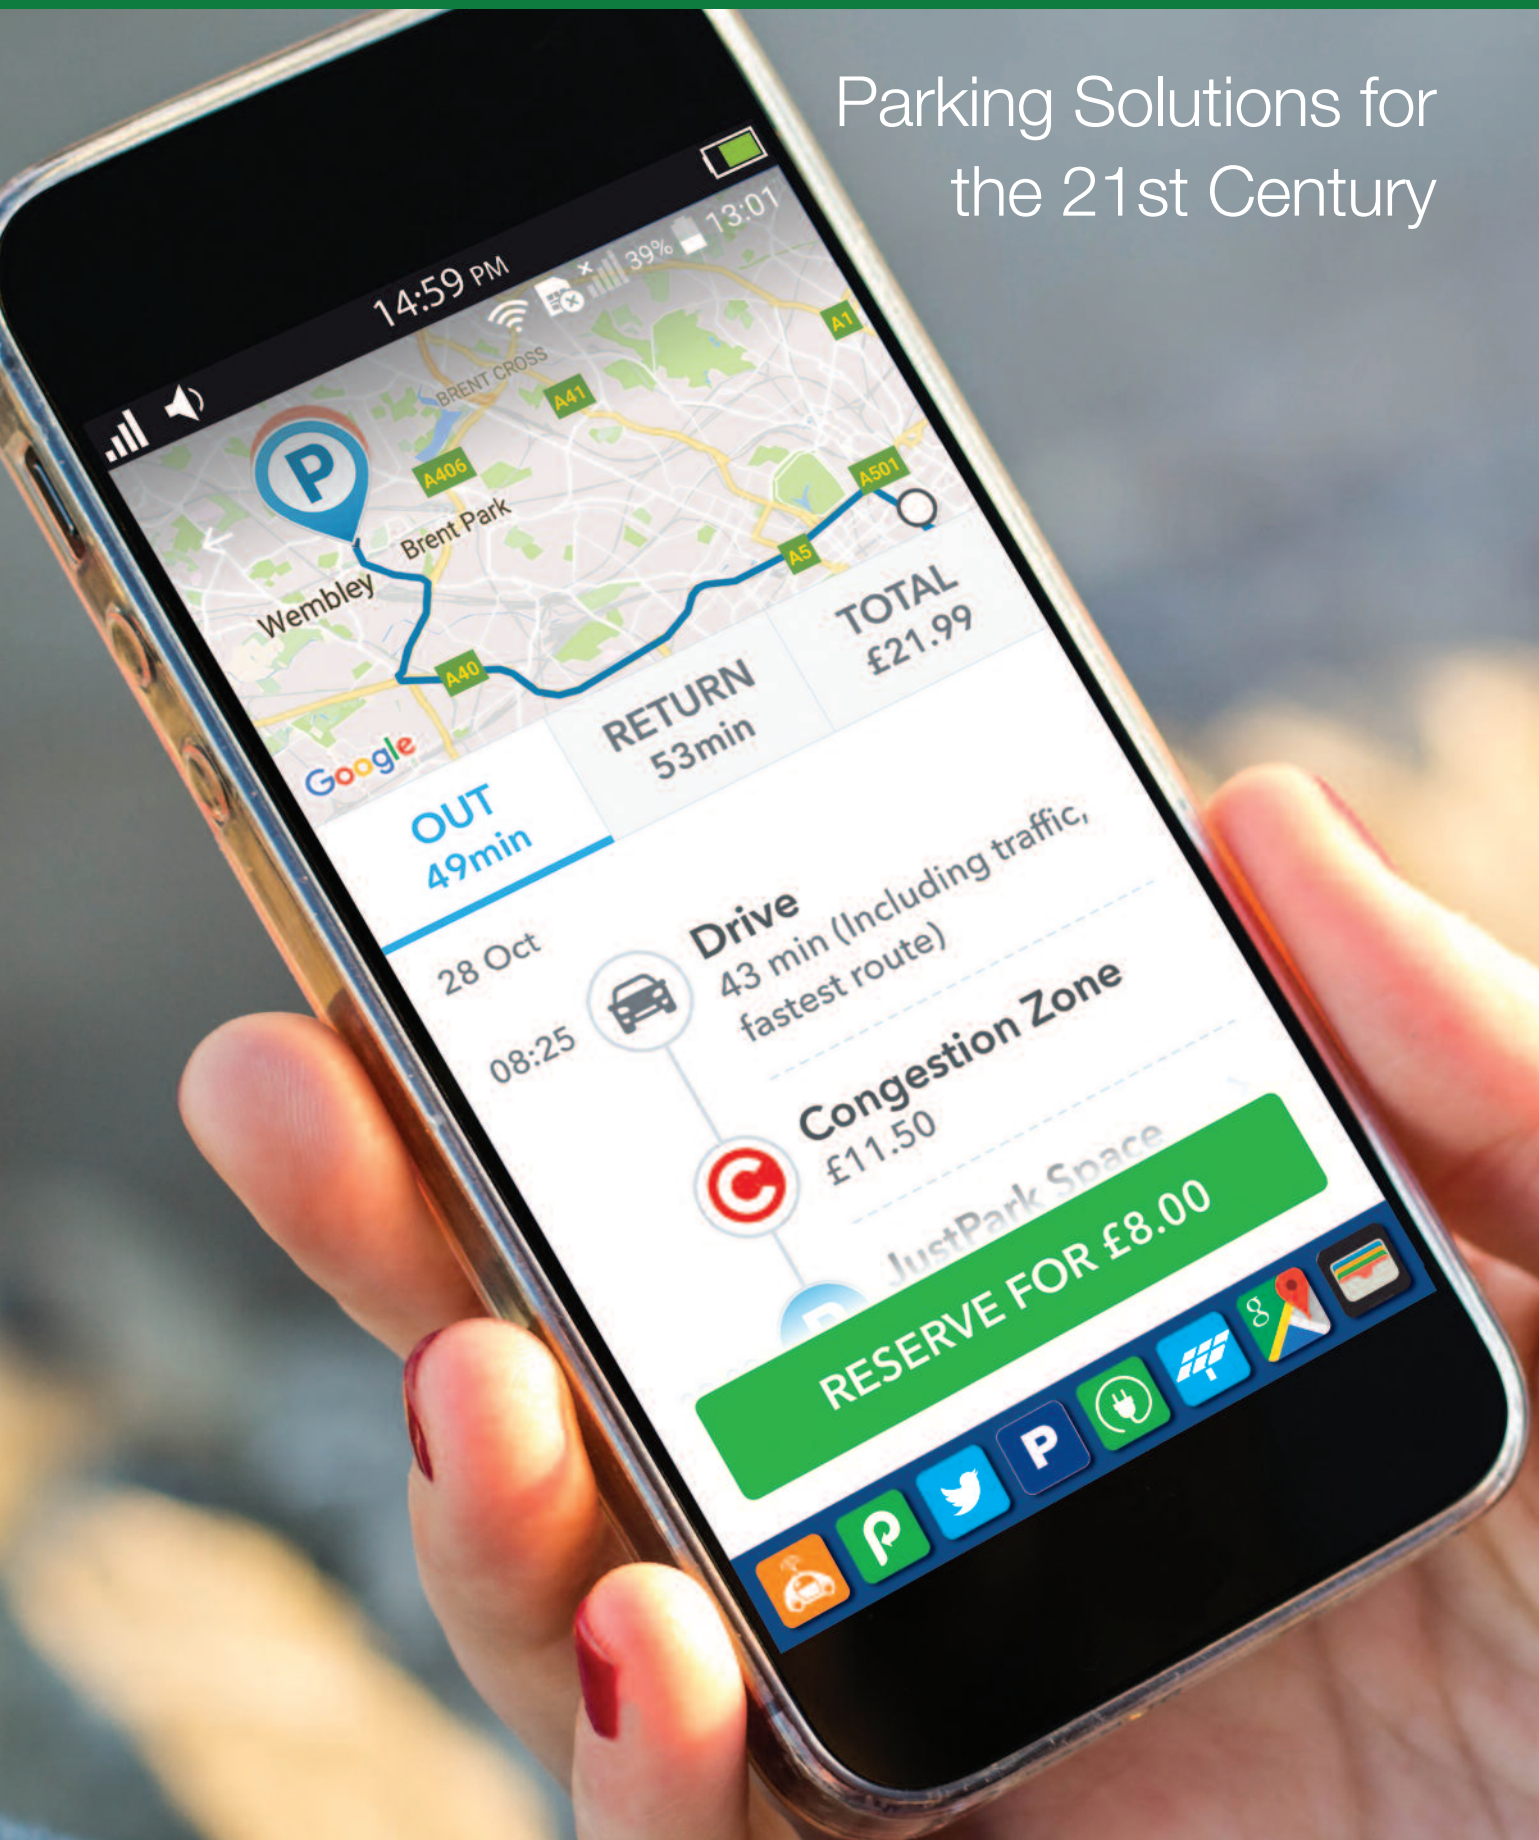 Parking Solutions for
the 21st Century
14:59 PM
39% 13:01
BRENT CROSS
A1
A41
A406
A501
Brent Park
A5
Wembley
A40
Google
OUT
49min
RETURN
53min
TOTAL
£21.99
28 Oct
08:25
Drive
43 min (Including traffic,
fastest route)
Congestion Zone
£11.50
JustPark Space
RESERVE FOR £8.00
P
P
P
g